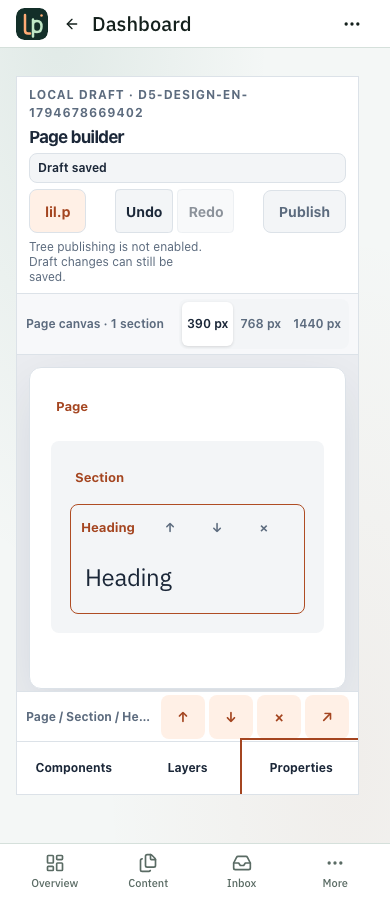 lp
← Dashboard
LOCAL DRAFT · D5-DESIGN-EN-
1794678669402
Page builder
Draft saved
lil.p Undo Redo Publish
Tree publishing is not enabled.
Draft changes can still be
saved.
Page canvas · 1 section 390 px 768 px 1440 px
Page
Section
Heading ↑ ↓ ×
Heading
Page / Section / He... ↑ ↓ × ↗
Components Layers Properties
Overview Content Inbox More